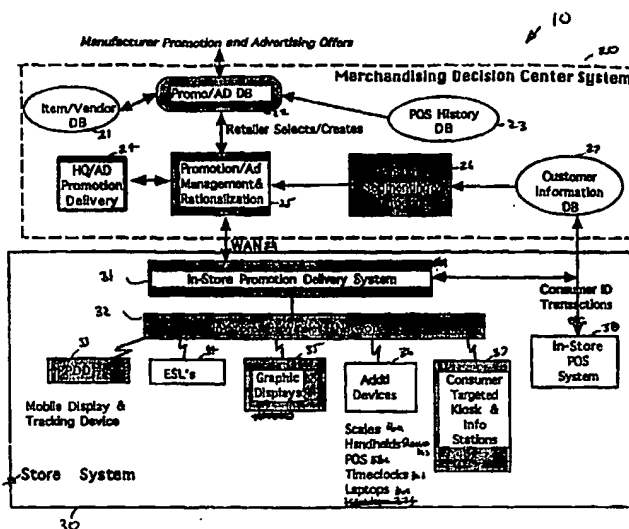 10
Manufacturer Promotion and Advertising Offers
20
Merchandising Decision Center System
Promo/AD DB
22
Item/Vendor
DB
21
POS History
DB
23
Retailer Selects/Creates
24
HQ/AD
Promotion
Delivery
Promotion/Ad
Management &
Rationalization
25
26
27
Customer
Information
DB
WAN
31
In-Store Promotion Delivery System
Consumer ID
Transactions
32
33
ESL's
34
35
Graphic
Displays
36
Addtl
Devices
37
Consumer
Targeted
Kiosk &
Info
Stations
38
In-Store
POS
System
Mobile Display &
Tracking Device
Scales
Handhelds
POS
Timeclocks
Laptops
Store System
30